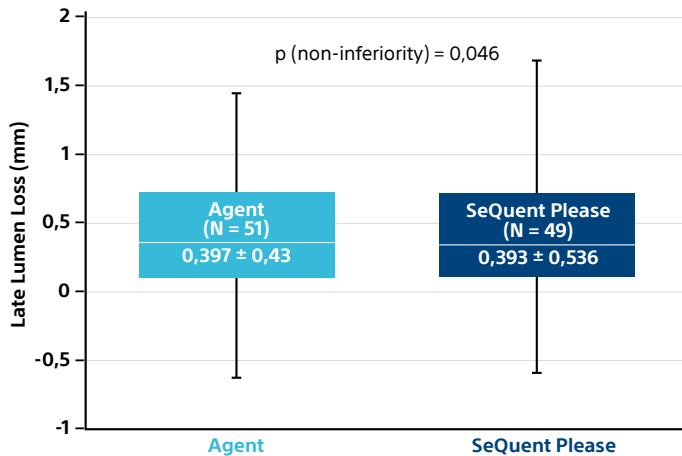 Late Lumen Loss (mm)
2
1,5
1
0,5
0
-0,5
-1
p (non-inferiority) = 0,046
Agent
(N = 51)
0,397 ± 0,43
SeQuent Please
(N = 49)
0,393 ± 0,536
Agent
SeQuent Please